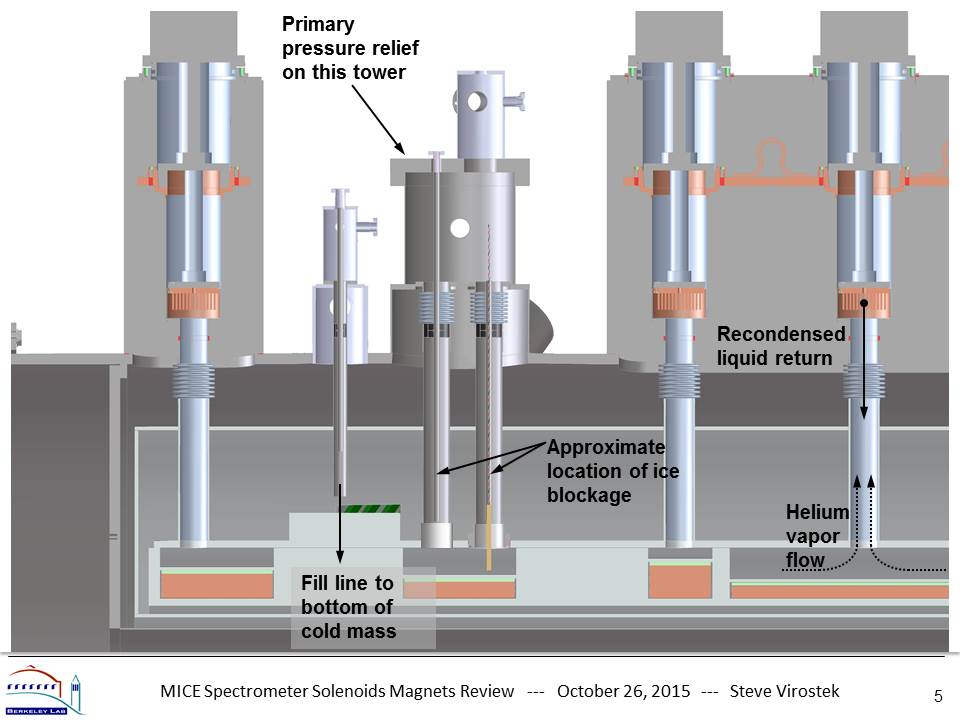 Primary
pressure relief
on this tower
Recondensed
liquid return
Approximate
location of ice
blockage
Helium
vapor
flow
Fill line to
bottom of
cold mass
BERKELEY LAB
MICE Spectrometer Solenoids Magnets Review --- October 26, 2015 --- Steve Virostek
5